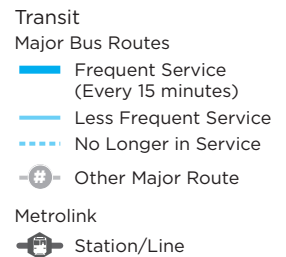 Transit
Major Bus Routes
Frequent Service
(Every 15 minutes)
Less Frequent Service
No Longer in Service
# Other Major Route
Metrolink
Station/Line